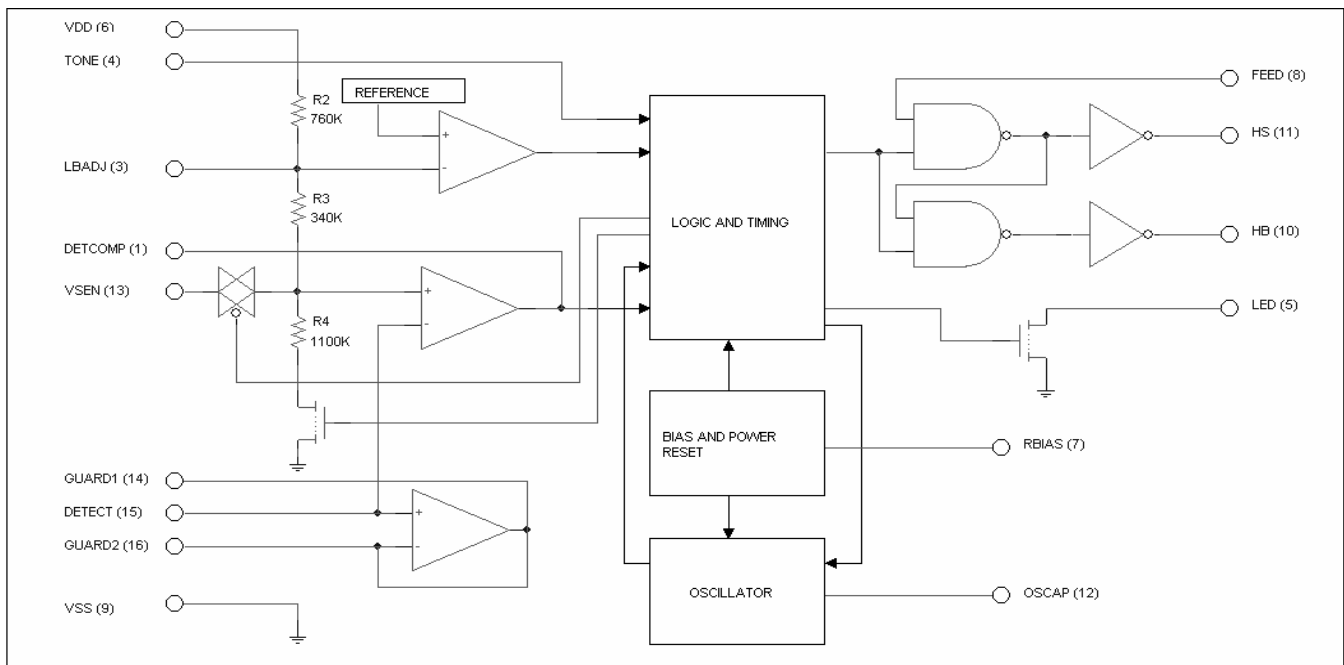 VDD (6)
TONE (4)
R2
760K
REFERENCE
+
-
LBADJ (3)
R3
340K
DETCOMP (1)
VSEN (13)
+
-
R4
1100K
GUARD1 (14)
DETECT (15)
GUARD2 (16)
+
-
VSS (9)
LOGIC AND TIMING
BIAS AND POWER
RESET
OSCILLATOR
FEED (8)
HS (11)
HB (10)
LED (5)
RBIAS (7)
OSCAP (12)